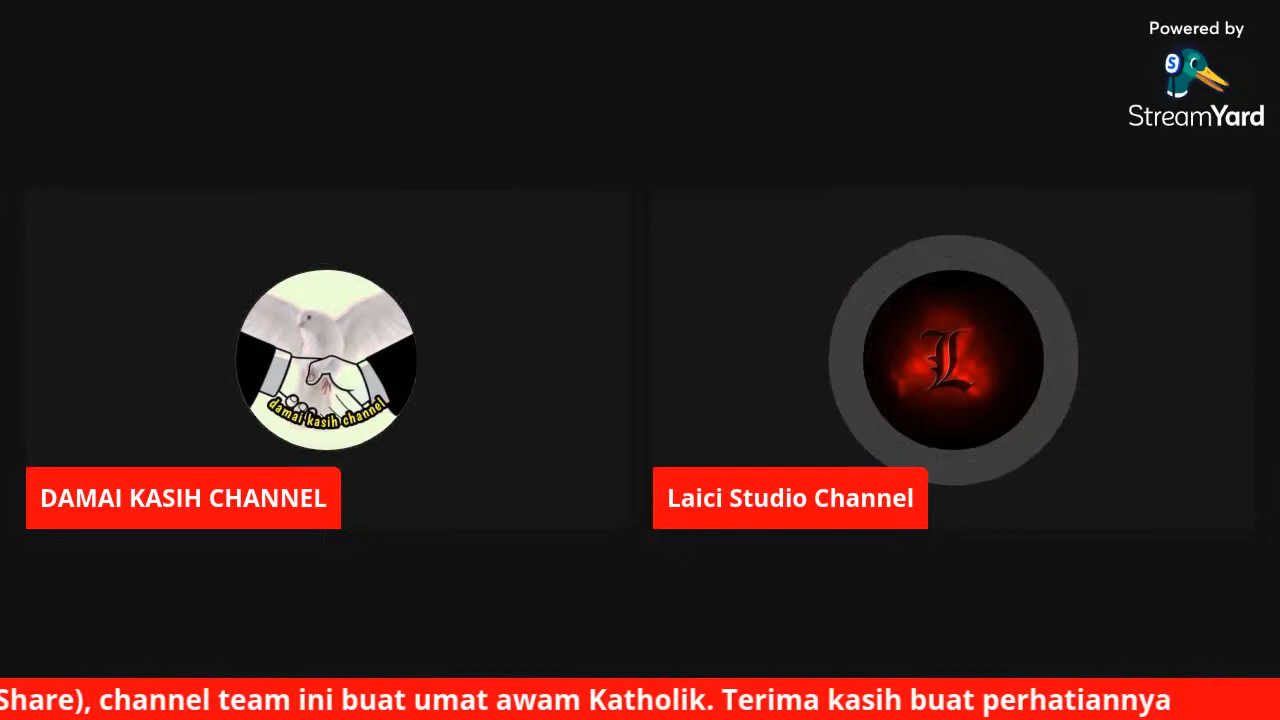 Powered by
S
StreamYard
damai kasih channel
L
DAMAI KASIH CHANNEL
Laici Studio Channel
Share), channel team ini buat umat awam Katholik. Terima kasih buat perhatiannya